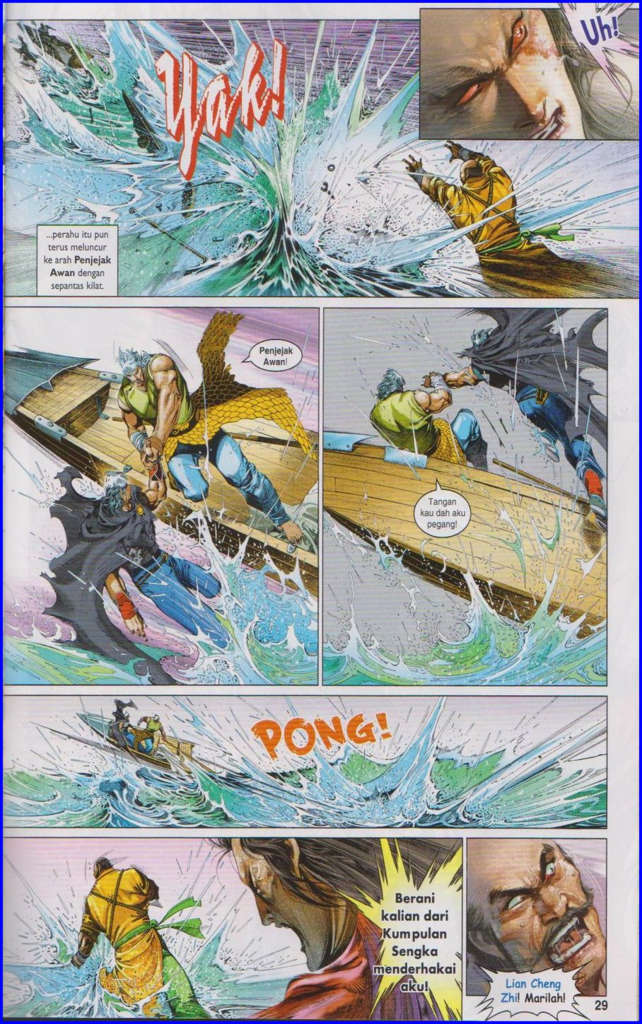 Uh!
Yak!
...perahu itu pun
terus meluncur
ke arah Penjejak
Awan dengan
sepantas kilat.
Penjejak
Awan!
Tangan
kau dah aku
pegang!
PONG!
Berani
kalian dari
Kumpulan
Sengka
menderhakai
aku!
Lian Cheng
Zhi! Marilah!
29